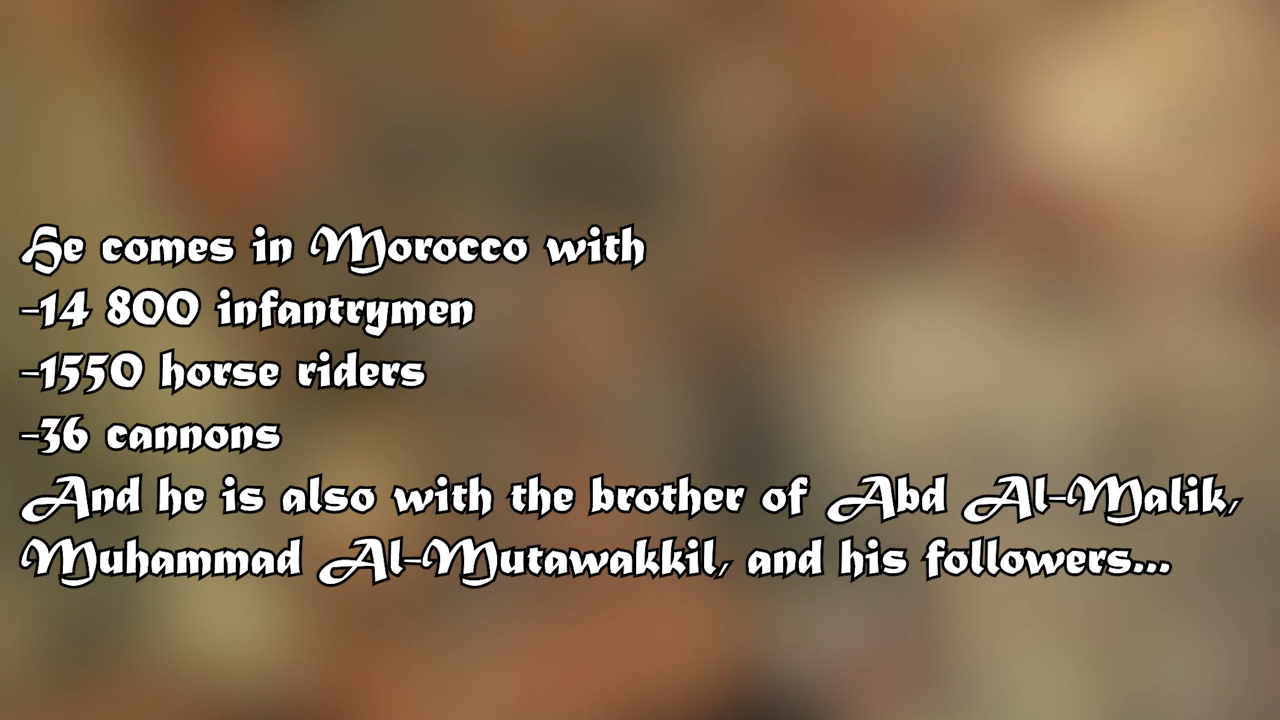 He comes in Morocco with
-14 800 infantrymen
-1550 horse riders
-36 cannons
And he is also with the brother of Abd Al-Malik,
Muhammad Al-Mutawakkil, and his followers...